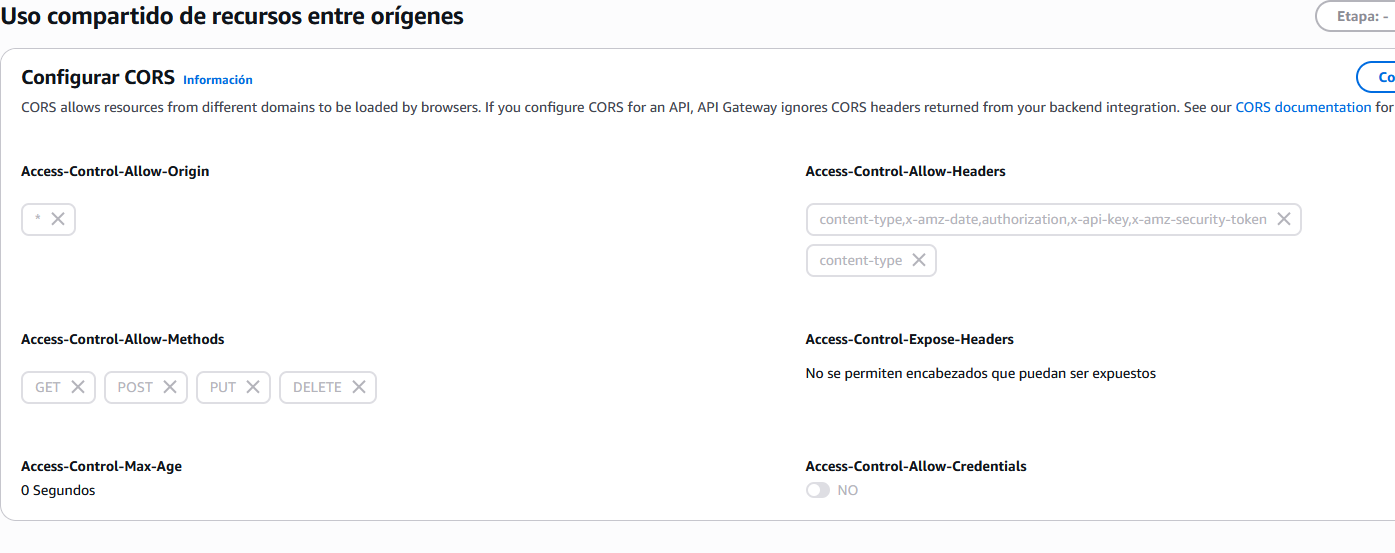 Uso compartido de recursos entre orígenes
Etapa: -
Configurar CORS Información
Co
CORS allows resources from different domains to be loaded by browsers. If you configure CORS for an API, API Gateway ignores CORS headers returned from your backend integration. See our CORS documentation for
Access-Control-Allow-Origin
*
Access-Control-Allow-Headers
content-type,x-amz-date,authorization,x-api-key,x-amz-security-token
content-type
Access-Control-Allow-Methods
GET POST PUT DELETE
Access-Control-Expose-Headers
No se permiten encabezados que puedan ser expuestos
Access-Control-Max-Age
0 Segundos
Access-Control-Allow-Credentials
NO